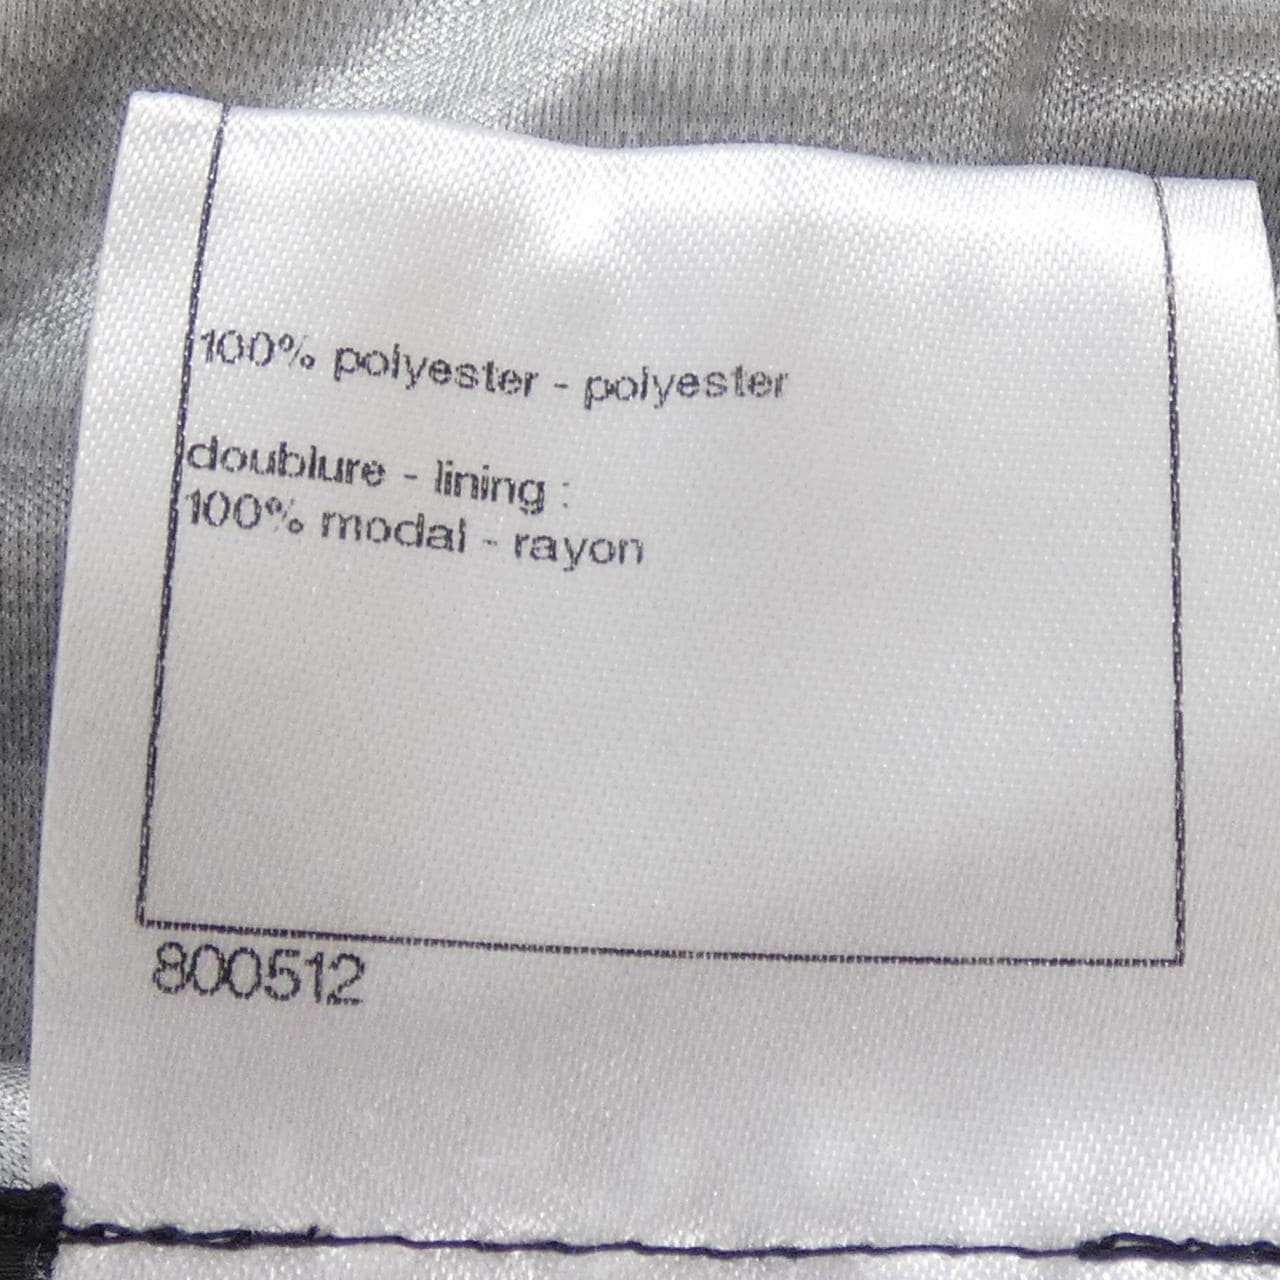 100% polyester - polyester
doublure - lining :
100% modal - rayon
800512